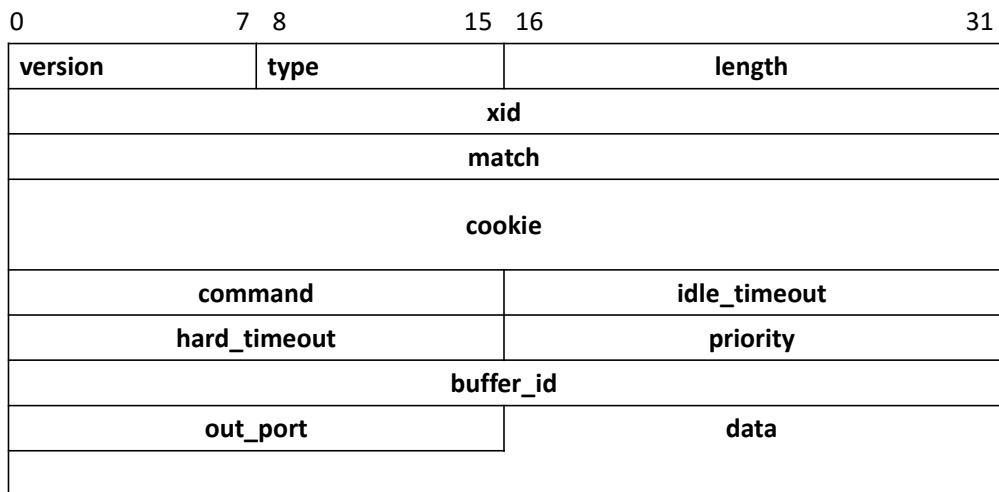 0 7 8 15 16 31
version type length
xid
match
cookie
command idle_timeout
hard_timeout priority
buffer_id
out_port data